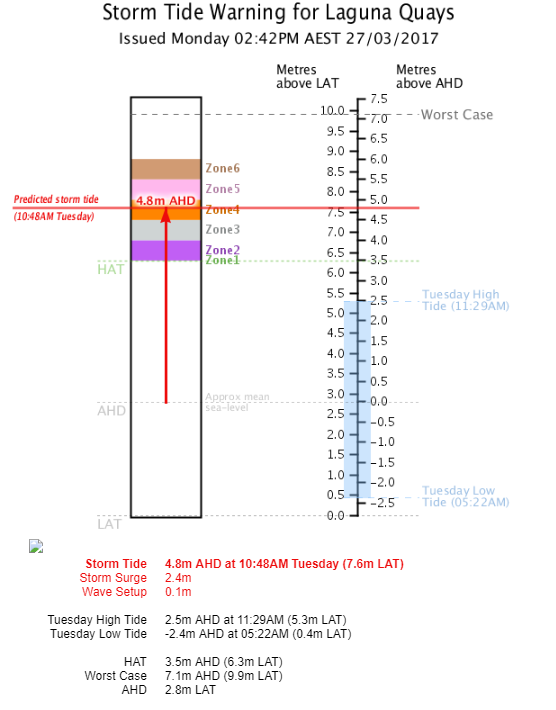 Storm Tide Warning for Laguna Quays
Issued Monday 02:42PM AEST 27/03/2017
Metres above LAT
Metres above AHD
10.0
9.5
9.0
8.5
8.0
7.5
7.0
6.5
6.0
5.5
5.0
4.5
4.0
3.5
3.0
2.5
2.0
1.5
1.0
0.5
0.0
7.5
7.0
6.5
6.0
5.5
5.0
4.5
4.0
3.5
3.0
2.5
2.0
1.5
1.0
0.5
0.0
-0.5
-1.0
-1.5
-2.0
-2.5
Worst Case
Zone6
Zone5
4.8m AHD
Zone4
Zone3
Zone2
Zone1
Predicted storm tide
(10:48AM Tuesday)
HAT
Tuesday High
Tide (11:29AM)
Approx mean
sea-level
AHD
Tuesday Low
Tide (05:22AM)
LAT
Storm Tide 4.8m AHD at 10:48AM Tuesday (7.6m LAT)
Storm Surge 2.4m
Wave Setup 0.1m
Tuesday High Tide 2.5m AHD at 11:29AM (5.3m LAT)
Tuesday Low Tide -2.4m AHD at 05:22AM (0.4m LAT)
HAT 3.5m AHD (6.3m LAT)
Worst Case 7.1m AHD (9.9m LAT)
AHD 2.8m LAT